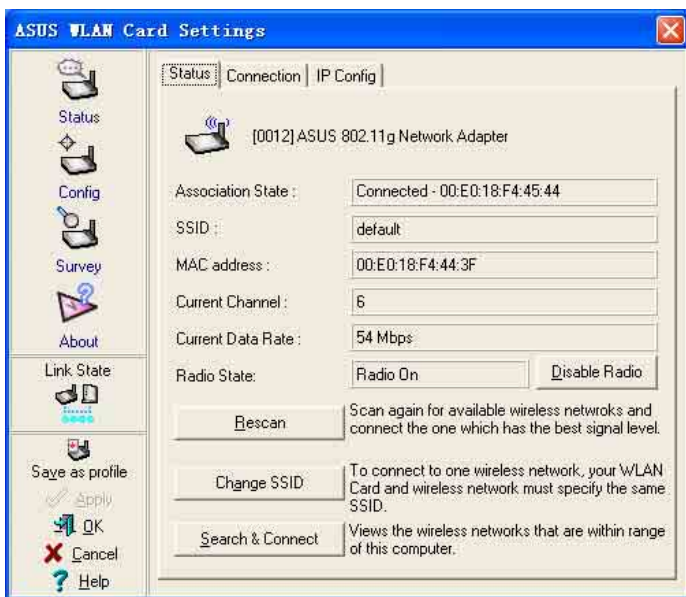 ASUS WLAN Card Settings
Status
Config
Survey
About
Link State
Save as profile
Apply
OK
Cancel
Help
Status Connection IP Config
[0012] ASUS 802.11g Network Adapter
Association State : Connected - 00:E0:18:F4:45:44
SSID : default
MAC address : 00:E0:18:F4:44:3F
Current Channel : 6
Current Data Rate : 54 Mbps
Radio State: Radio On Disable Radio
Rescan
Scan again for available wireless netwroks and
connect the one which has the best signal level.
Change SSID
To connect to one wireless network, your WLAN
Card and wireless network must specify the same
SSID.
Search & Connect
Views the wireless networks that are within range
of this computer.